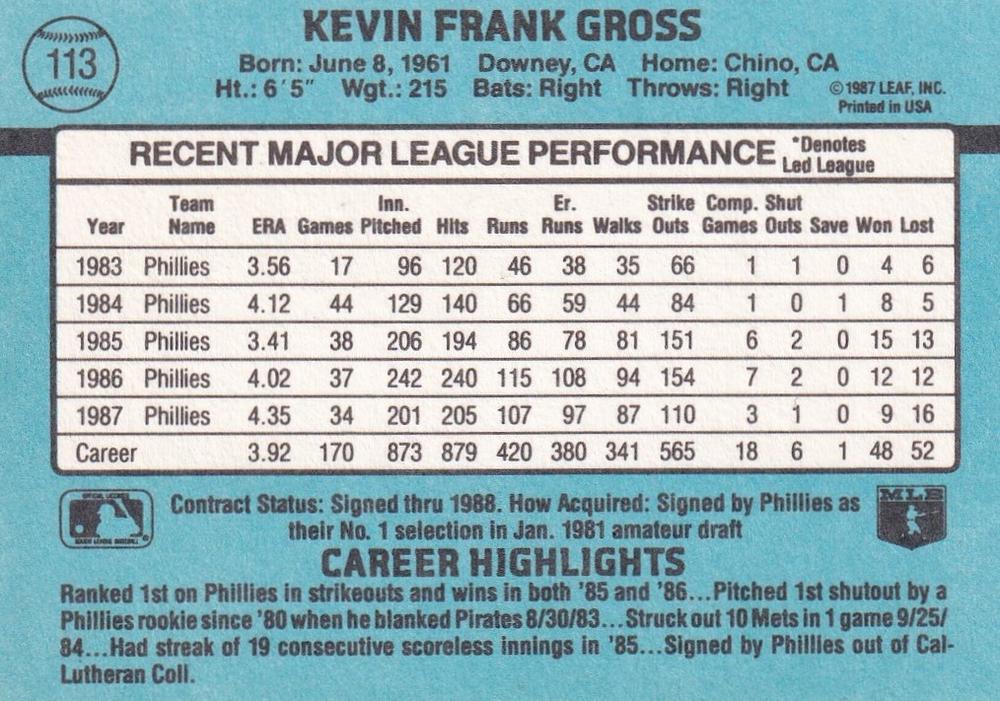 113
KEVIN FRANK GROSS
Born: June 8, 1961 Downey, CA Home: Chino, CA
Ht.: 6'5" Wgt.: 215 Bats: Right Throws: Right
©1987 LEAF, INC.
Printed in USA
RECENT MAJOR LEAGUE PERFORMANCE *Denotes
Led League
Year Team Name ERA Games Inn. Pitched Hits Runs Er. Runs Walks Strike Outs Comp. Games Shut Outs Save Won Lost
1983 Phillies 3.56 17 96 120 46 38 35 66 1 1 0 4 6
1984 Phillies 4.12 44 129 140 66 59 44 84 1 0 1 8 5
1985 Phillies 3.41 38 206 194 86 78 81 151 6 2 0 15 13
1986 Phillies 4.02 37 242 240 115 108 94 154 7 2 0 12 12
1987 Phillies 4.35 34 201 205 107 97 87 110 3 1 0 9 16
Career 3.92 170 873 879 420 380 341 565 18 6 1 48 52
Contract Status: Signed thru 1988. How Acquired: Signed by Phillies as
their No. 1 selection in Jan. 1981 amateur draft
MLB
CAREER HIGHLIGHTS
Ranked 1st on Phillies in strikeouts and wins in both '85 and '86...Pitched 1st shutout by a
Phillies rookie since '80 when he blanked Pirates 8/30/83...Struck out 10 Mets in 1 game 9/25/
84...Had streak of 19 consecutive scoreless innings in '85...Signed by Phillies out of Cal-
Lutheran Coll.